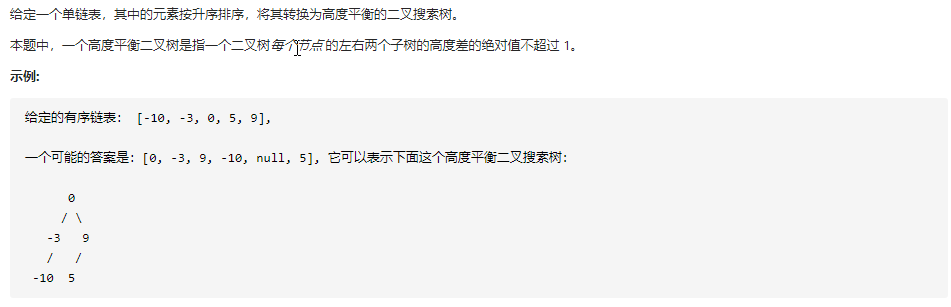 给定一个单链表，其中的元素按升序排序，将其转换为高度平衡的二叉搜索树。
本题中，一个高度平衡二叉树是指一个二叉树每个节点的左右两个子树的高度差的绝对值不超过 1。
示例:
给定的有序链表： [-10, -3, 0, 5, 9],
一个可能的答案是：[0, -3, 9, -10, null, 5], 它可以表示下面这个高度平衡二叉搜索树：
0
/ \
-3 9
/ /
-10 5